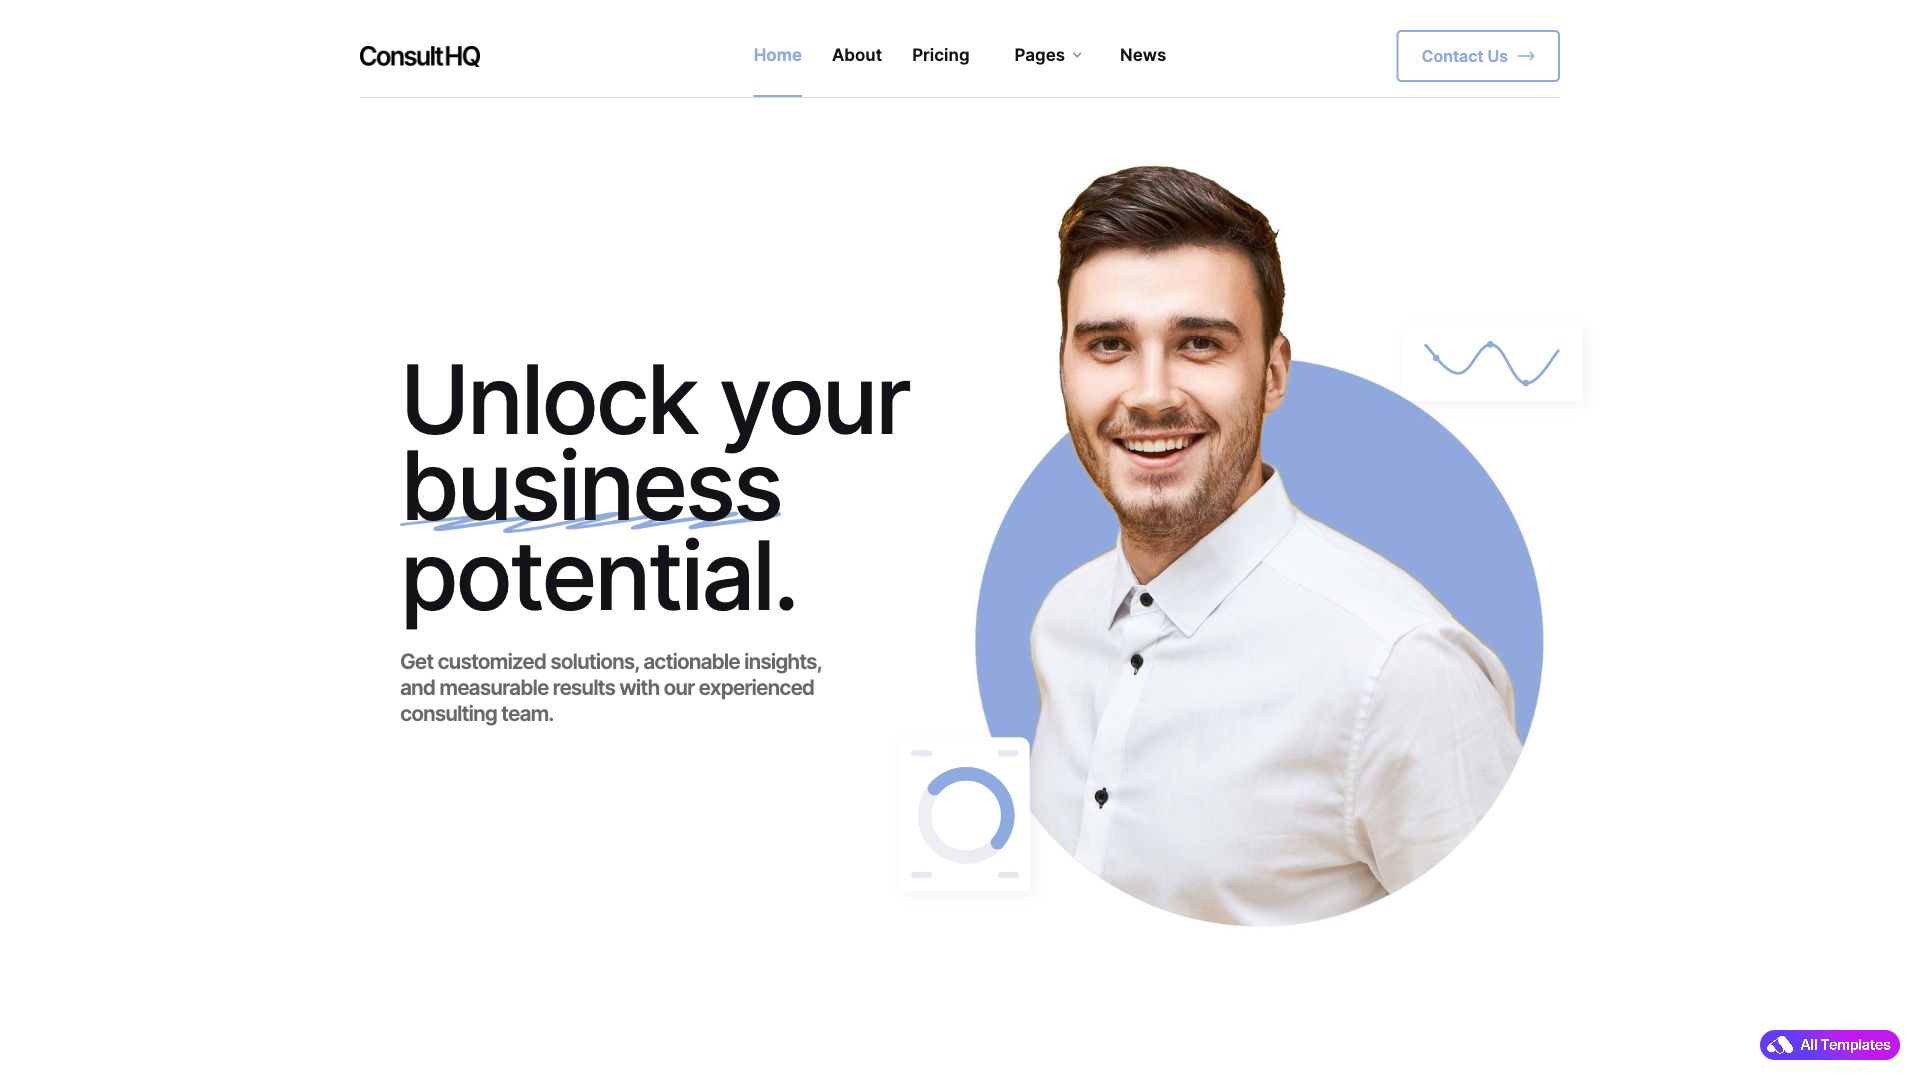 ConsultHQ
Home About Pricing Pages News
Contact Us
Unlock your
business
potential.
Get customized solutions, actionable insights,
and measurable results with our experienced
consulting team.
All Templates